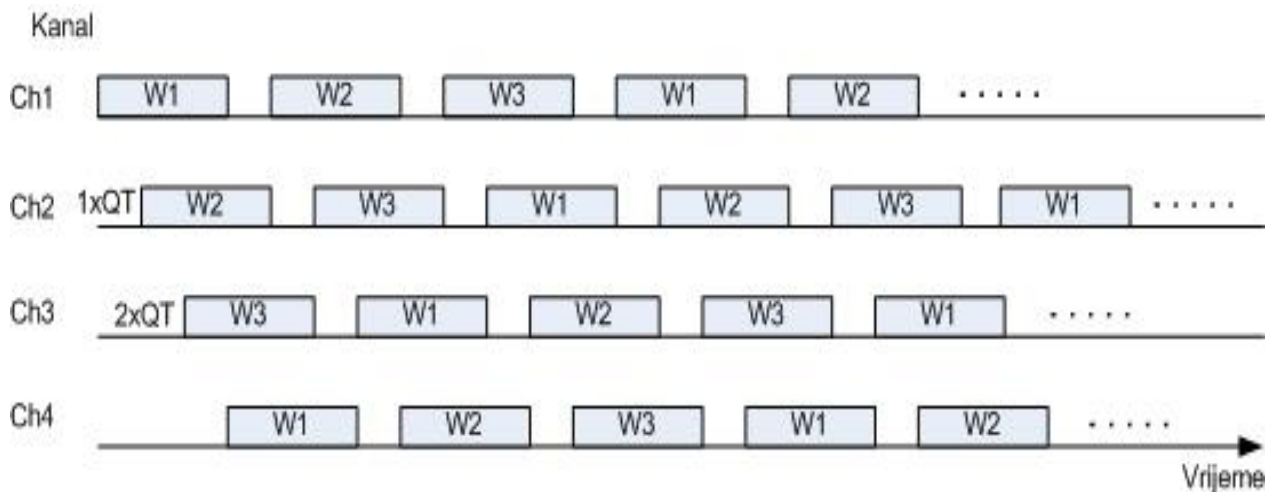 Kanal
Ch1 W1 W2 W3 W1 W2 .....
Ch2 1xQT W2 W3 W1 W2 W3 W1 .....
Ch3 2xQT W3 W1 W2 W3 W1 .....
Ch4 W1 W2 W3 W1 W2 .....
Vrijeme